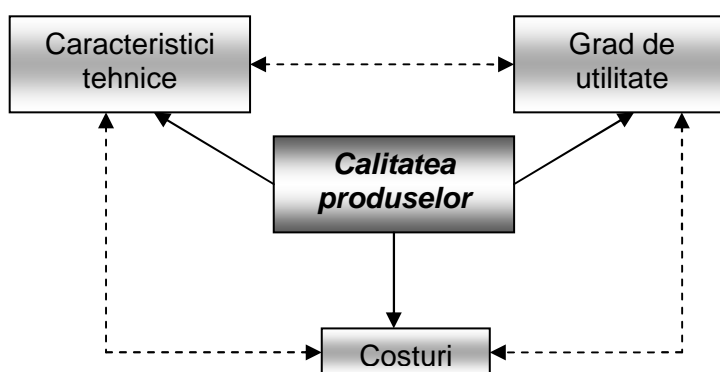 Caracteristici
tehnice
Grad de
utilitate
Calitatea
produselor
Costuri